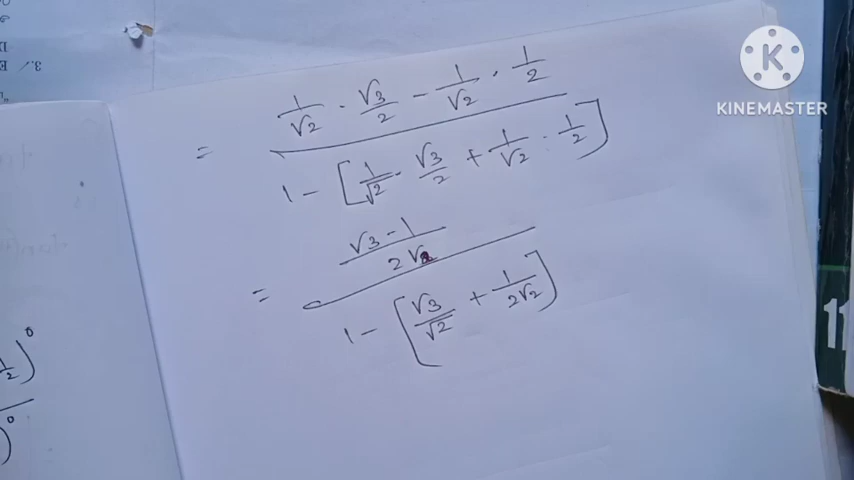 KINEMASTER
= (1/√2 · √3/2 - 1/√2 · 1/2) / (1 - [1/√2 · √3/2 + 1/√2 · 1/2])
= ((√3 - 1)/(2√2)) / (1 - [√3/√2 + 1/(2√2)])
11